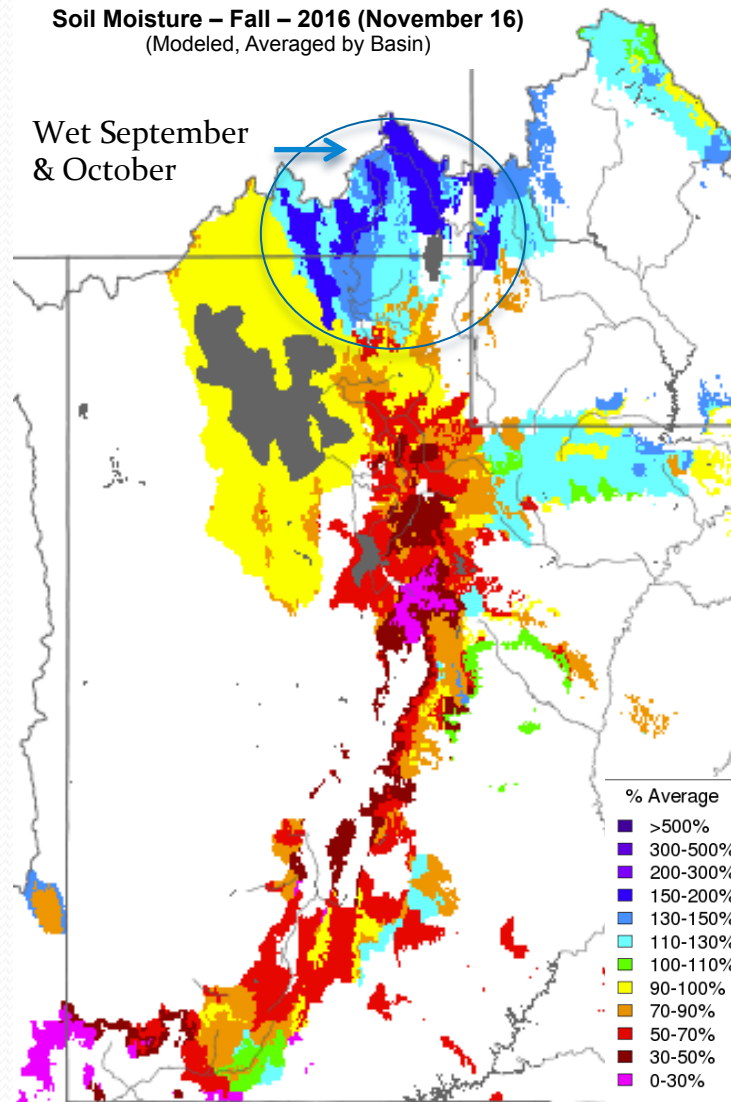 Soil Moisture – Fall – 2016 (November 16)
(Modeled, Averaged by Basin)
Wet September
& October
% Average
>500%
300-500%
200-300%
150-200%
130-150%
110-130%
100-110%
90-100%
70-90%
50-70%
30-50%
0-30%